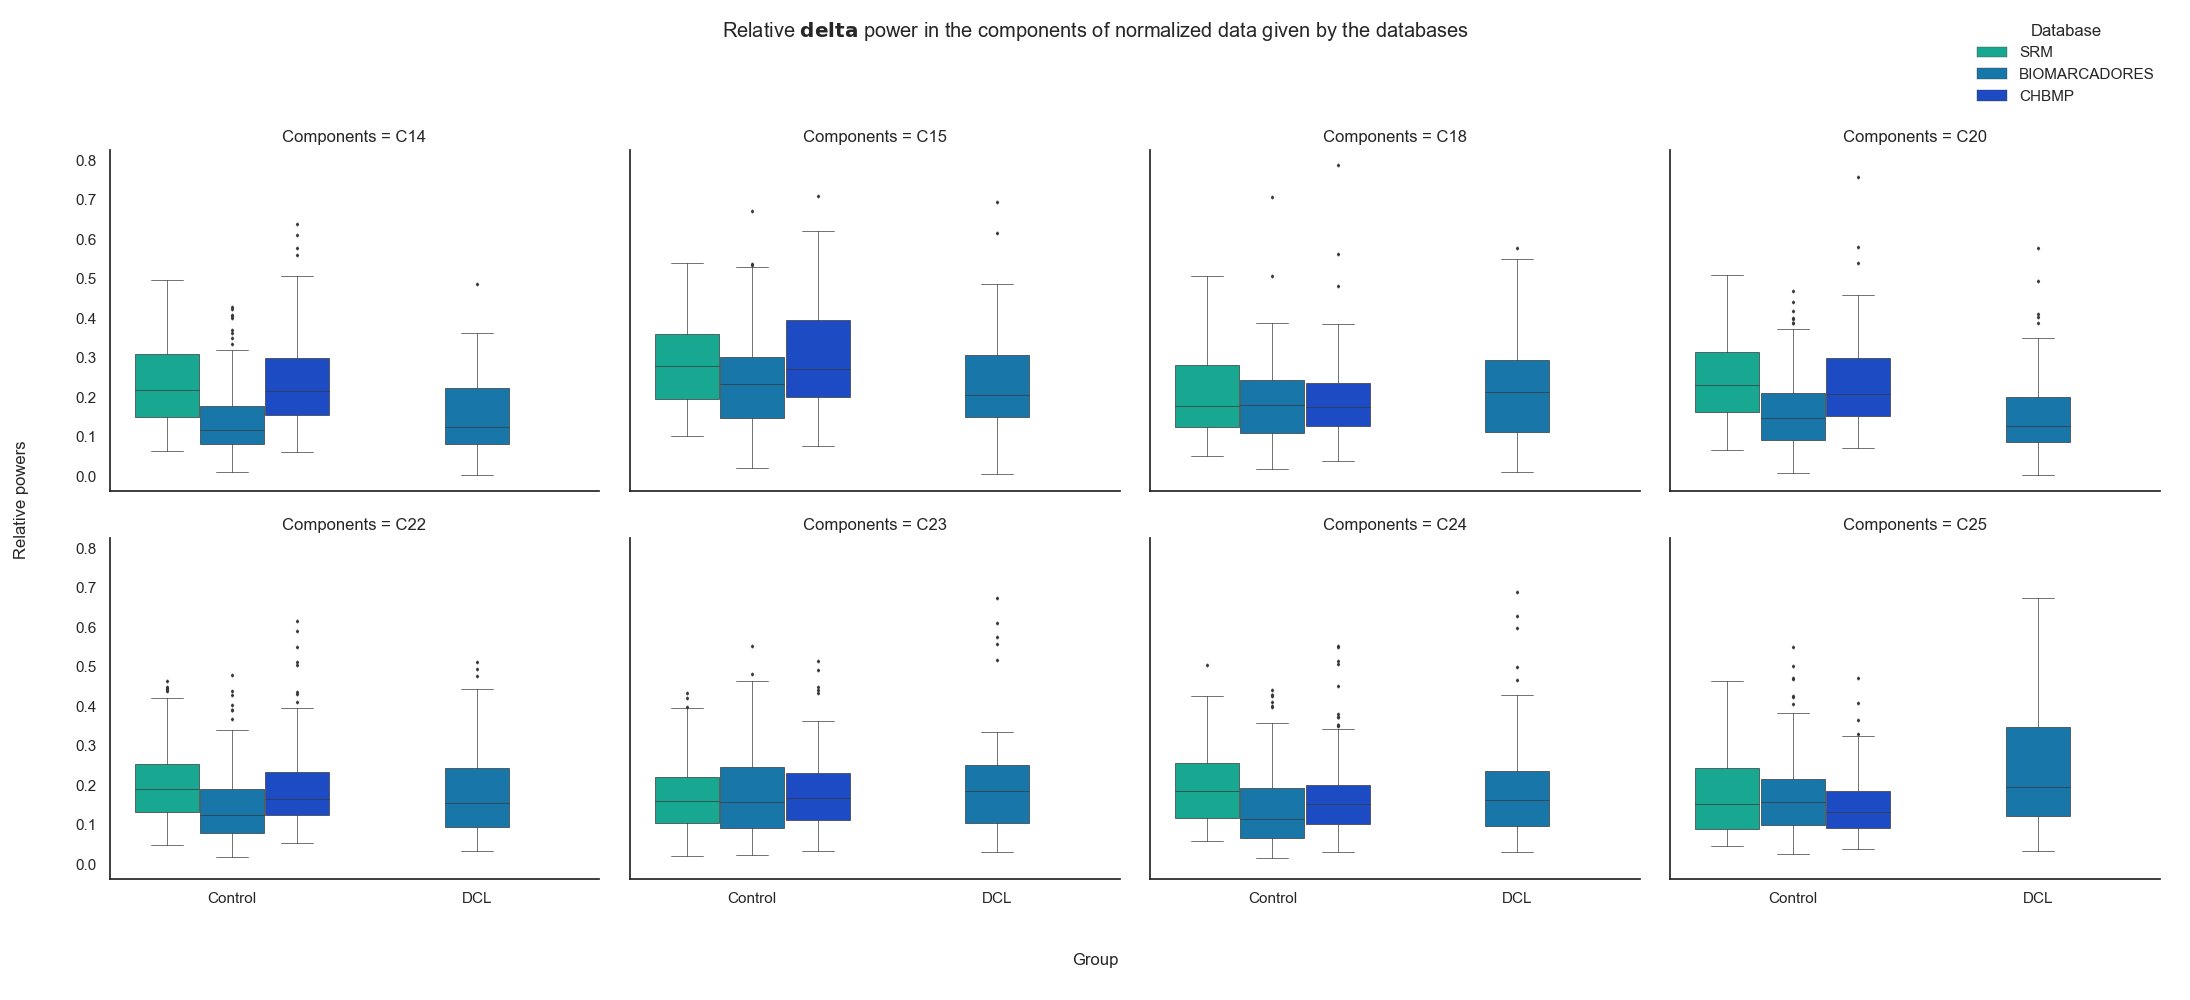 Relative delta power in the components of normalized data given by the databases
Database
SRM
BIOMARCADORES
CHBMP
Components = C14
Components = C15
Components = C18
Components = C20
0.8
0.7
0.6
0.5
0.4
0.3
0.2
0.1
0.0
Relative powers
Components = C22
Components = C23
Components = C24
Components = C25
0.8
0.7
0.6
0.5
0.4
0.3
0.2
0.1
0.0
Control
DCL
Control
DCL
Control
DCL
Control
DCL
Group